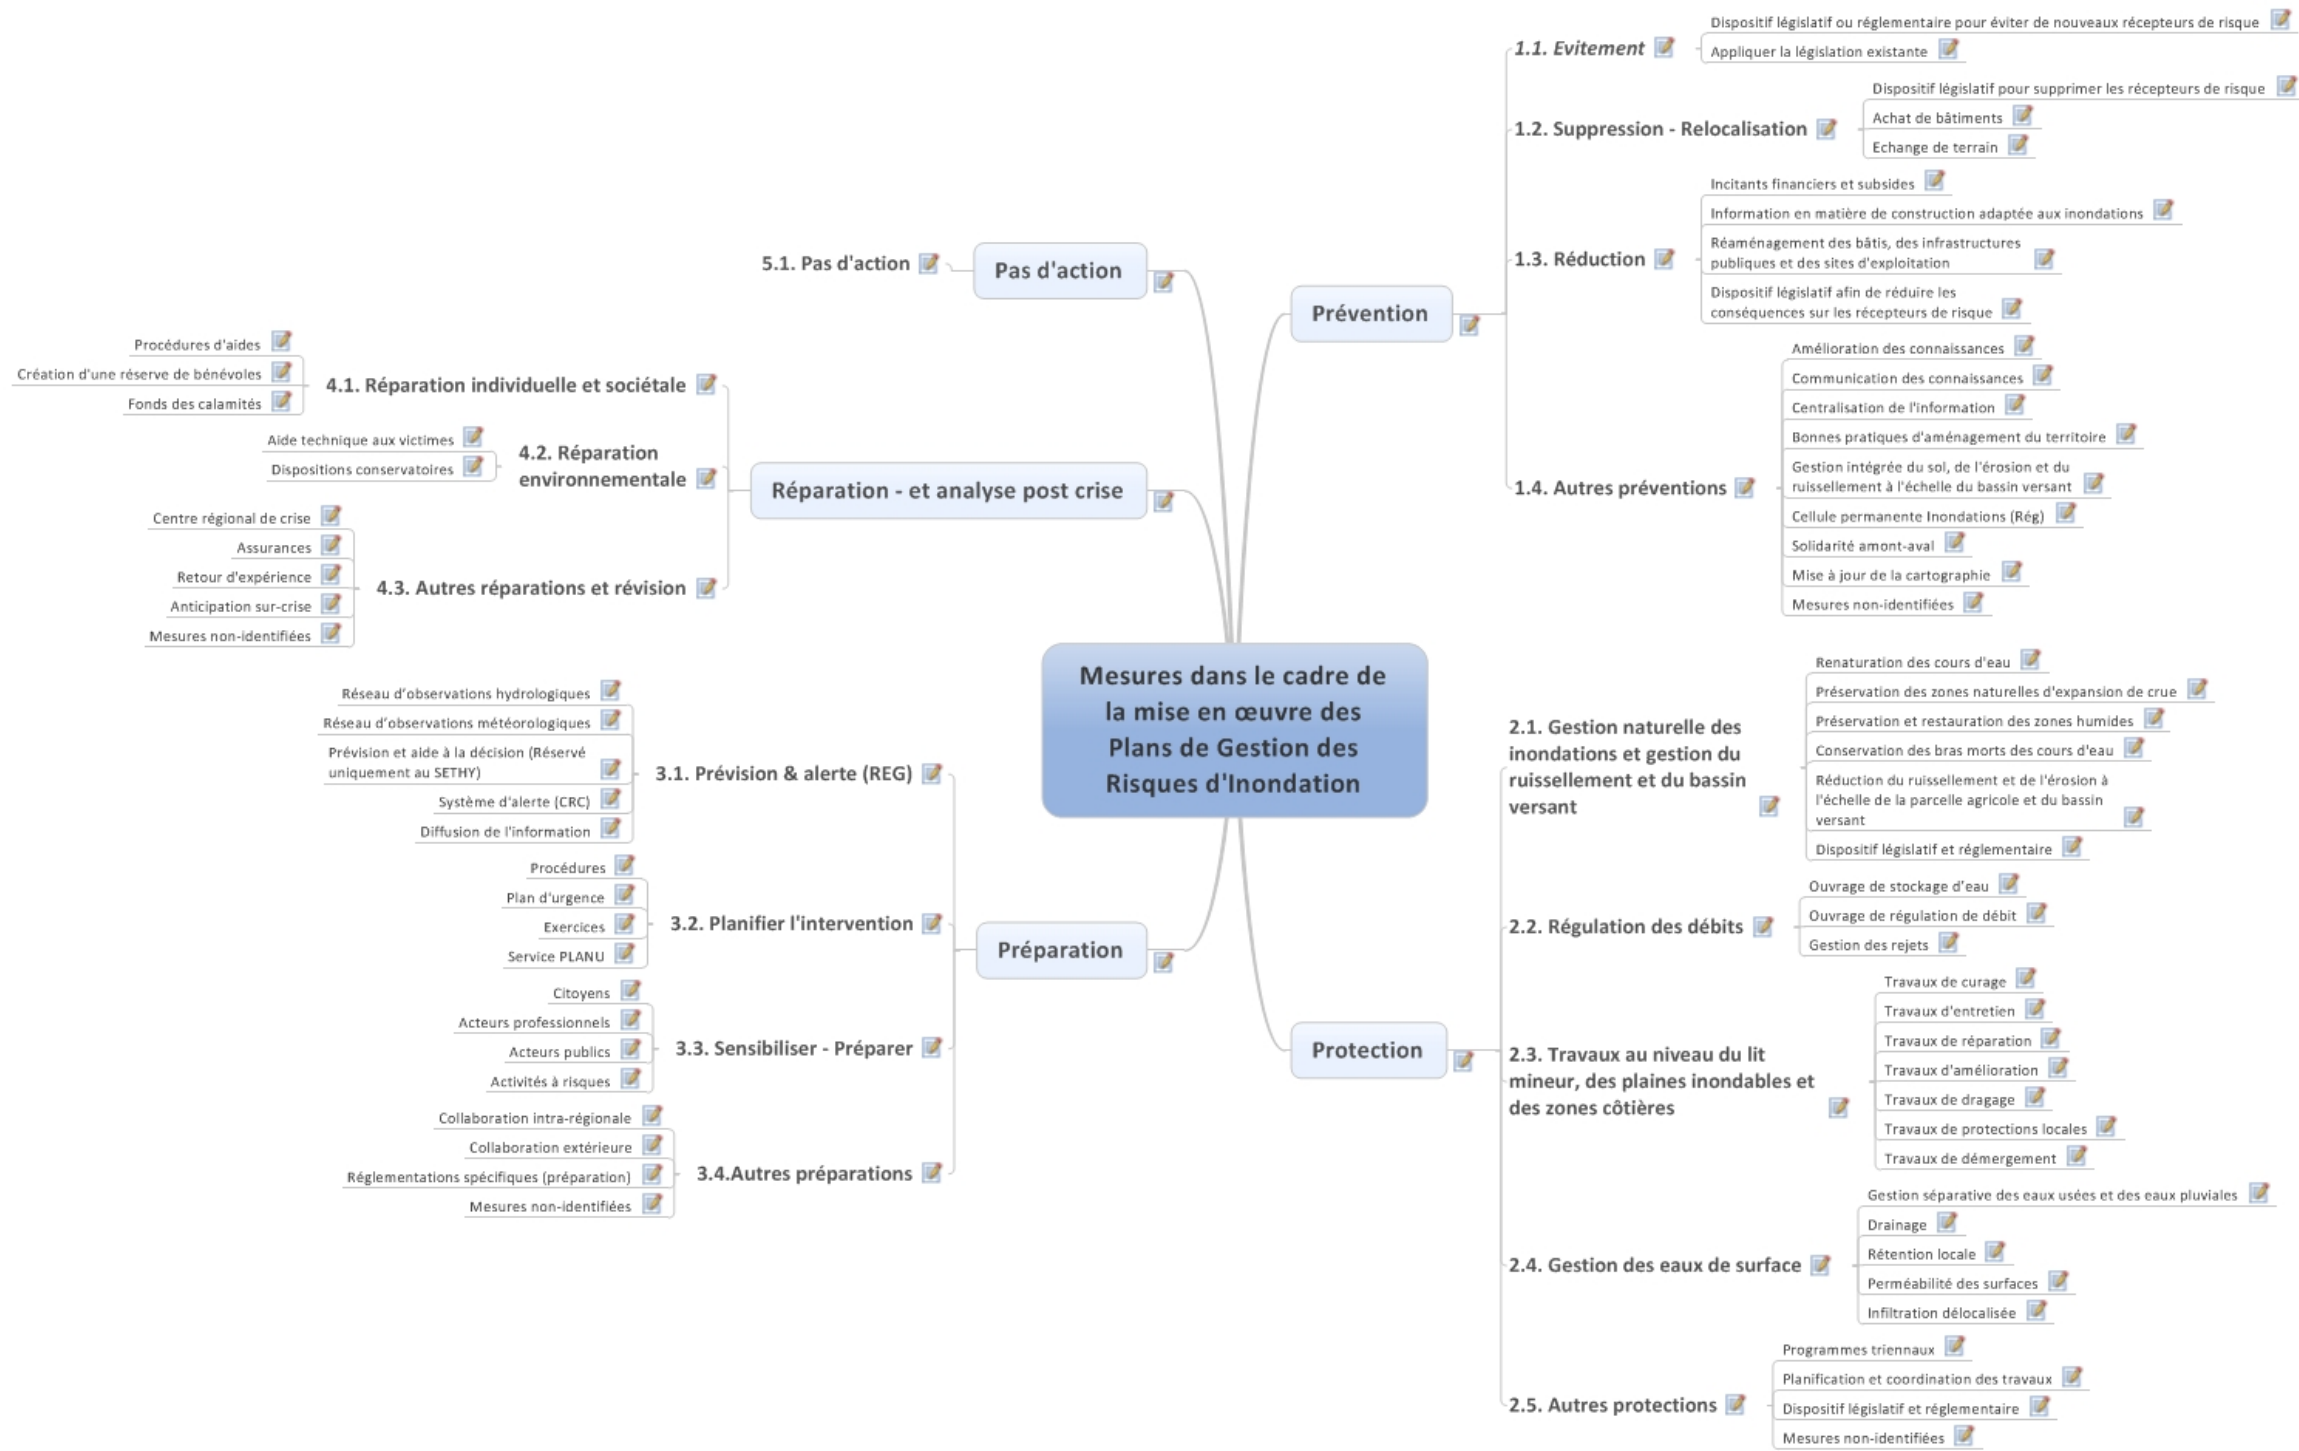 Mesures dans le cadre de
la mise en œuvre des
Plans de Gestion des
Risques d'Inondation
Prévention
1.1. Evitement
Dispositif législatif ou réglementaire pour éviter de nouveaux récepteurs de risque
Appliquer la législation existante
1.2. Suppression - Relocalisation
Dispositif législatif pour supprimer les récepteurs de risque
Achat de bâtiments
Echange de terrain
1.3. Réduction
Incitants financiers et subsides
Information en matière de construction adaptée aux inondations
Réaménagement des bâtis, des infrastructures
publiques et des sites d'exploitation
Dispositif législatif afin de réduire les
conséquences sur les récepteurs de risque
1.4. Autres préventions
Amélioration des connaissances
Communication des connaissances
Centralisation de l'information
Bonnes pratiques d'aménagement du territoire
Gestion intégrée du sol, de l'érosion et du
ruissellement à l'échelle du bassin versant
Cellule permanente Inondations (Rég)
Solidarité amont-aval
Mise à jour de la cartographie
Mesures non-identifiées
Protection
2.1. Gestion naturelle des
inondations et gestion du
ruissellement et du bassin
versant
Renaturation des cours d'eau
Préservation des zones naturelles d'expansion de crue
Préservation et restauration des zones humides
Conservation des bras morts des cours d'eau
Réduction du ruissellement et de l'érosion à
l'échelle de la parcelle agricole et du bassin
versant
Dispositif législatif et réglementaire
2.2. Régulation des débits
Ouvrage de stockage d'eau
Ouvrage de régulation de débit
Gestion des rejets
2.3. Travaux au niveau du lit
mineur, des plaines inondables et
des zones côtières
Travaux de curage
Travaux d'entretien
Travaux de réparation
Travaux d'amélioration
Travaux de dragage
Travaux de protections locales
Travaux de démergement
2.4. Gestion des eaux de surface
Gestion séparative des eaux usées et des eaux pluviales
Drainage
Rétention locale
Perméabilité des surfaces
Infiltration délocalisée
2.5. Autres protections
Programmes triennaux
Planification et coordination des travaux
Dispositif législatif et réglementaire
Mesures non-identifiées
Préparation
3.1. Prévision & alerte (REG)
Réseau d'observations hydrologiques
Réseau d'observations météorologiques
Prévision et aide à la décision (Réservé
uniquement au SETHY)
Système d'alerte (CRC)
Diffusion de l'information
3.2. Planifier l'intervention
Procédures
Plan d'urgence
Exercices
Service PLANU
3.3. Sensibiliser - Préparer
Citoyens
Acteurs professionnels
Acteurs publics
Activités à risques
3.4.Autres préparations
Collaboration intra-régionale
Collaboration extérieure
Réglementations spécifiques (préparation)
Mesures non-identifiées
Réparation - et analyse post crise
4.1. Réparation individuelle et sociétale
Procédures d'aides
Création d'une réserve de bénévoles
Fonds des calamités
4.2. Réparation
environnementale
Aide technique aux victimes
Dispositions conservatoires
4.3. Autres réparations et révision
Centre régional de crise
Assurances
Retour d'expérience
Anticipation sur-crise
Mesures non-identifiées
Pas d'action
5.1. Pas d'action